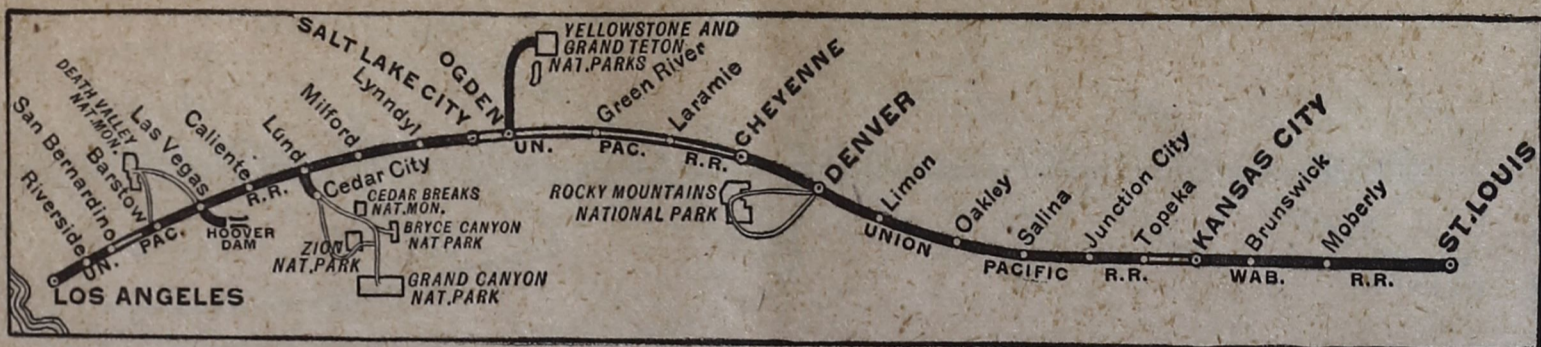 LOS ANGELES
Riverside
San Bernardino
Barstow
UN.
PAC.
R.R.
DEATH VALLEY
NAT.MON.
Las Vegas
HOOVER
DAM
Caliente
Lund
Cedar City
CEDAR BREAKS
NAT.MON.
BRYCE CANYON
NAT PARK
ZION
NAT.PARK
GRAND CANYON
NAT.PARK
Milford
Lynndyl
SALT LAKE CITY
OGDEN
YELLOWSTONE AND
GRAND TETON
NAT.PARKS
Green River
Laramie
UN.
PAC.
R.R.
CHEYENNE
ROCKY MOUNTAINS
NATIONAL PARK
DENVER
Limon
Oakley
Salina
Junction City
Topeka
UNION
PACIFIC
R.R.
KANSAS CITY
Brunswick
Moberly
WAB.
R.R.
ST.LOUIS